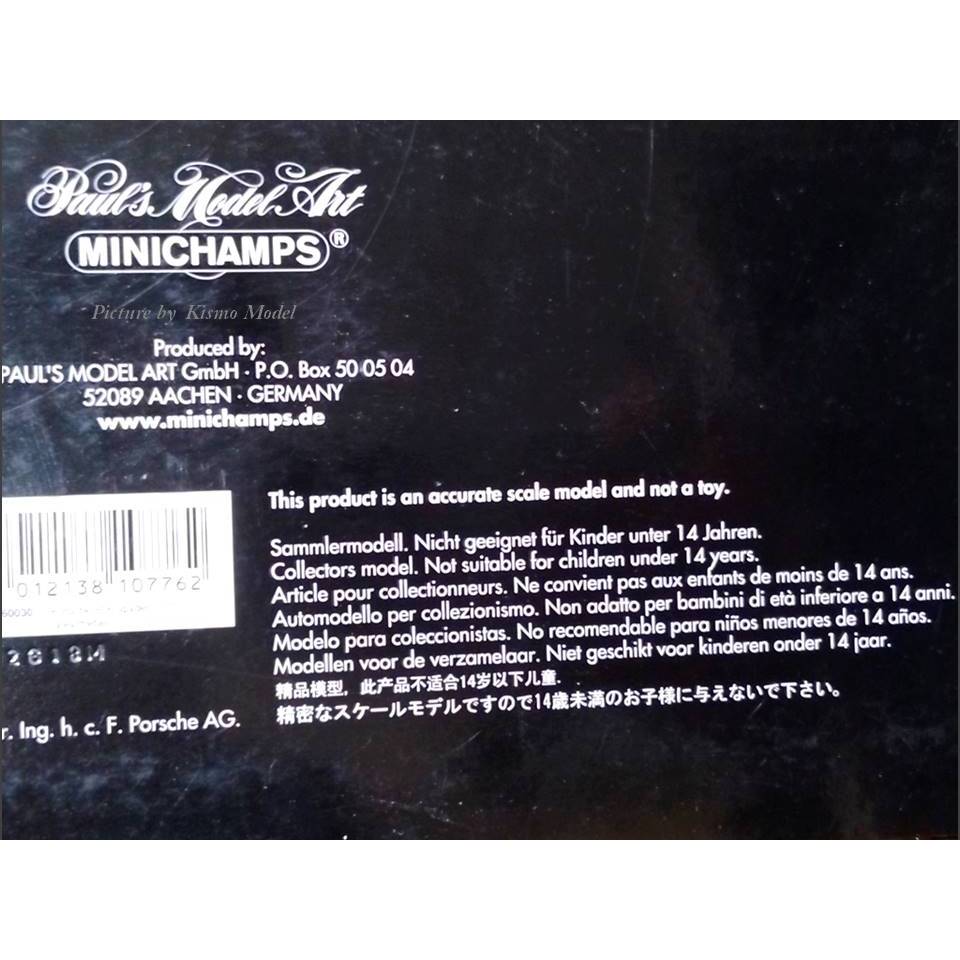 Paul's Model Art
MINICHAMPS®
Picture by Kismo Model
Produced by:
PAUL'S MODEL ART GmbH · P.O. Box 50 05 04
52089 AACHEN · GERMANY
www.minichamps.de
This product is an accurate scale model and not a toy.
Sammlermodell. Nicht geeignet für Kinder unter 14 Jahren.
Collectors model. Not suitable for children under 14 years.
Article pour collectionneurs. Ne convient pas aux enfants de moins de 14 ans.
Automodello per collezionismo. Non adatto per bambini di età inferiore a 14 anni.
Modelo para coleccionistas. No recomendable para niños menores de 14 años.
Modellen voor de verzamelaar. Niet geschikt voor kinderen onder 14 jaar.
精品模型，此产品不适合14岁以下儿童.
精密なスケールモデルですので14歳未満のお子様に与えないで下さい。
012138 107762
r. Ing. h. c. F. Porsche AG.